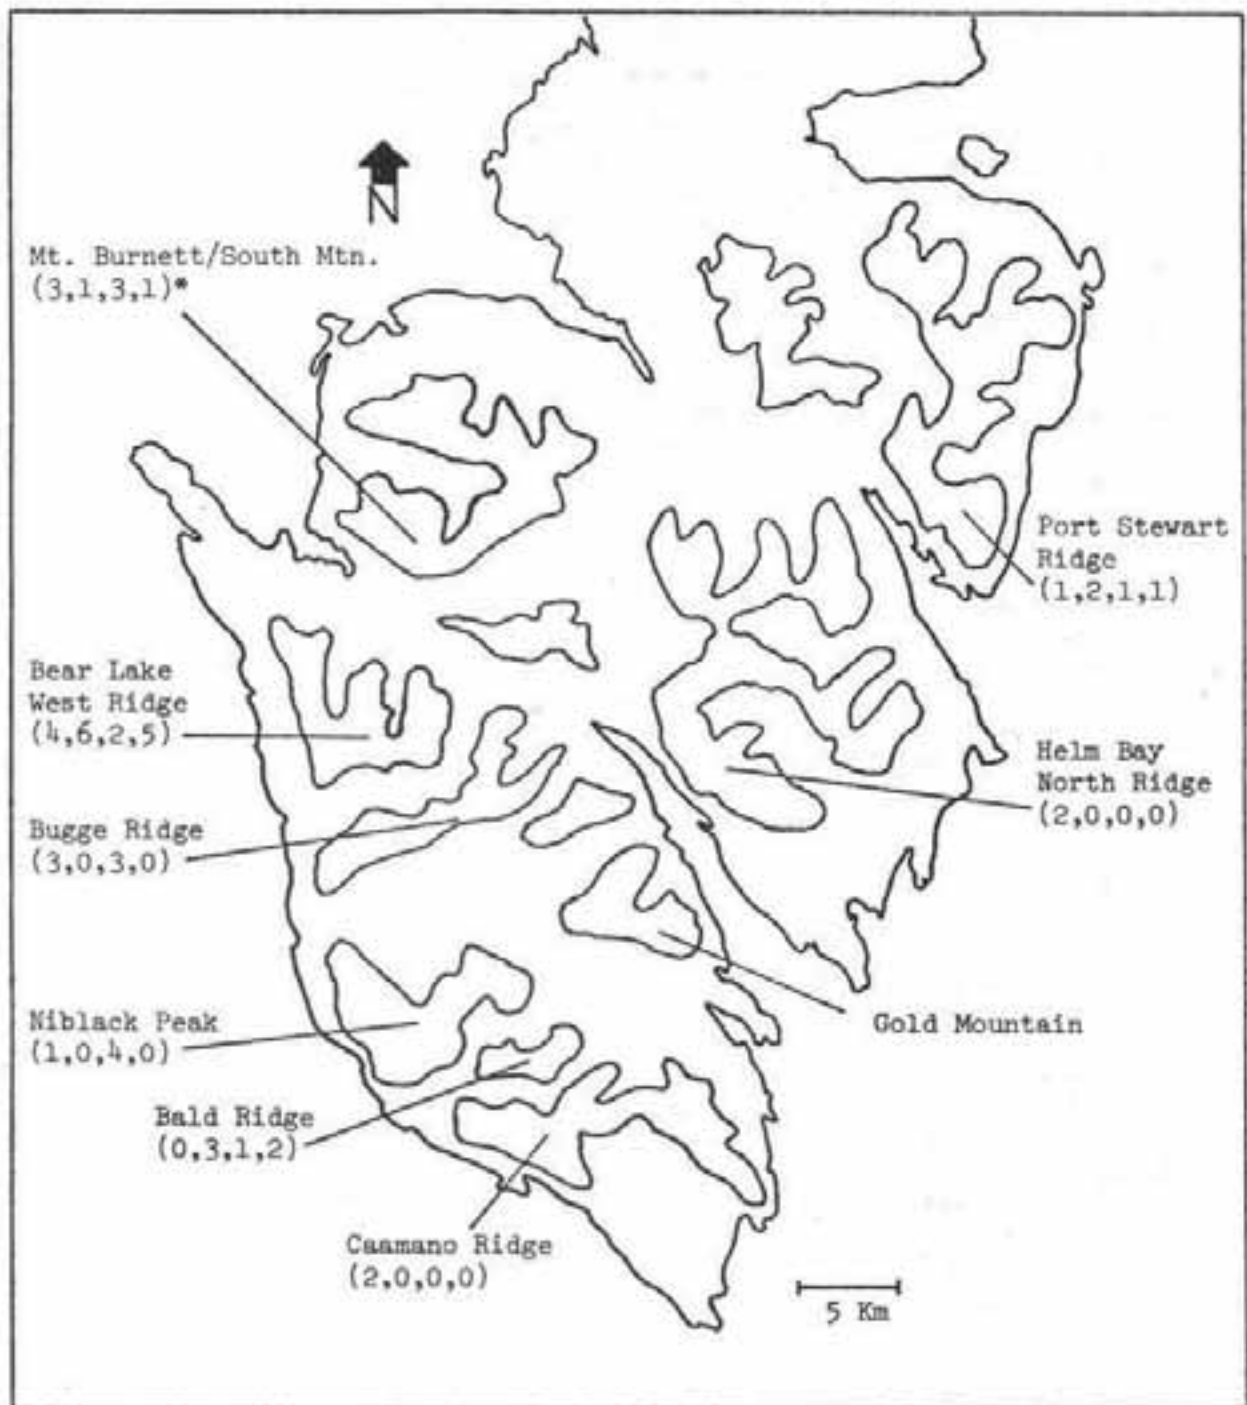 N
Mt. Burnett/South Mtn.
(3,1,3,1)*
Port Stewart
Ridge
(1,2,1,1)
Bear Lake
West Ridge
(4,6,2,5)
Helm Bay
North Ridge
(2,0,0,0)
Bugge Ridge
(3,0,3,0)
Niblack Peak
(1,0,4,0)
Gold Mountain
Bald Ridge
(0,3,1,2)
Caamano Ridge
(2,0,0,0)
5 Km